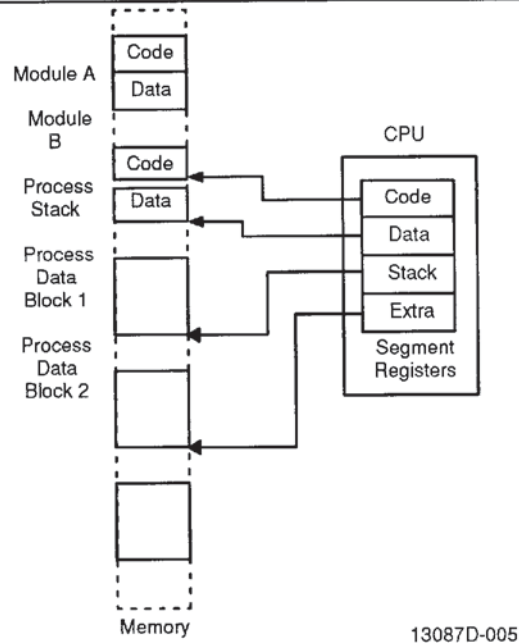 Code
Module A
Data
Module
B
Code
Process
Stack
Data
Process
Data
Block 1
Process
Data
Block 2
Memory
CPU
Code
Data
Stack
Extra
Segment
Registers
13087D-005